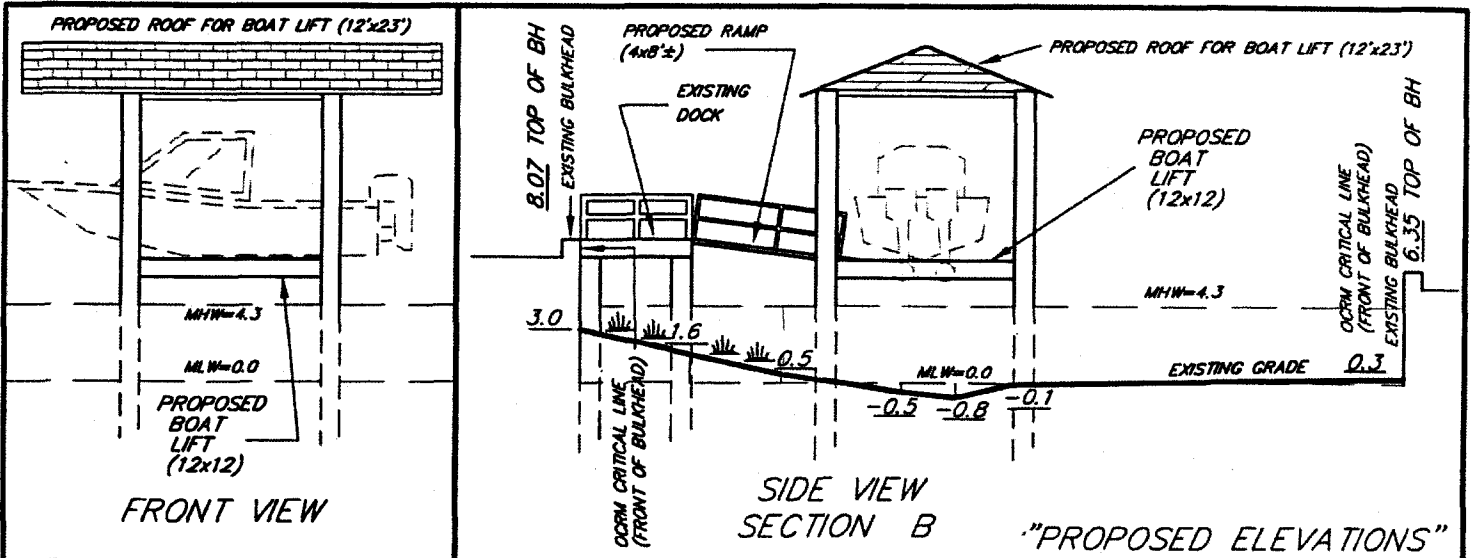 PROPOSED ROOF FOR BOAT LIFT (12'x23')
MHW=4.3
MLW=0.0
PROPOSED
BOAT
LIFT
(12x12)
FRONT VIEW
8.07 TOP OF BH
EXISTING BULKHEAD
PROPOSED RAMP
(4x8'±)
EXISTING
DOCK
PROPOSED ROOF FOR BOAT LIFT (12'x23')
PROPOSED
BOAT
LIFT
(12x12)
OCRM CRITICAL LINE
(FRONT OF BULKHEAD)
EXISTING BULKHEAD
6.35 TOP OF BH
MHW=4.3
3.0
1.6
0.5
MLW=0.0
-0.5
-0.8
-0.1
EXISTING GRADE
0.3
OCRM CRITICAL LINE
(FRONT OF BULKHEAD)
SIDE VIEW
SECTION B
"PROPOSED ELEVATIONS"